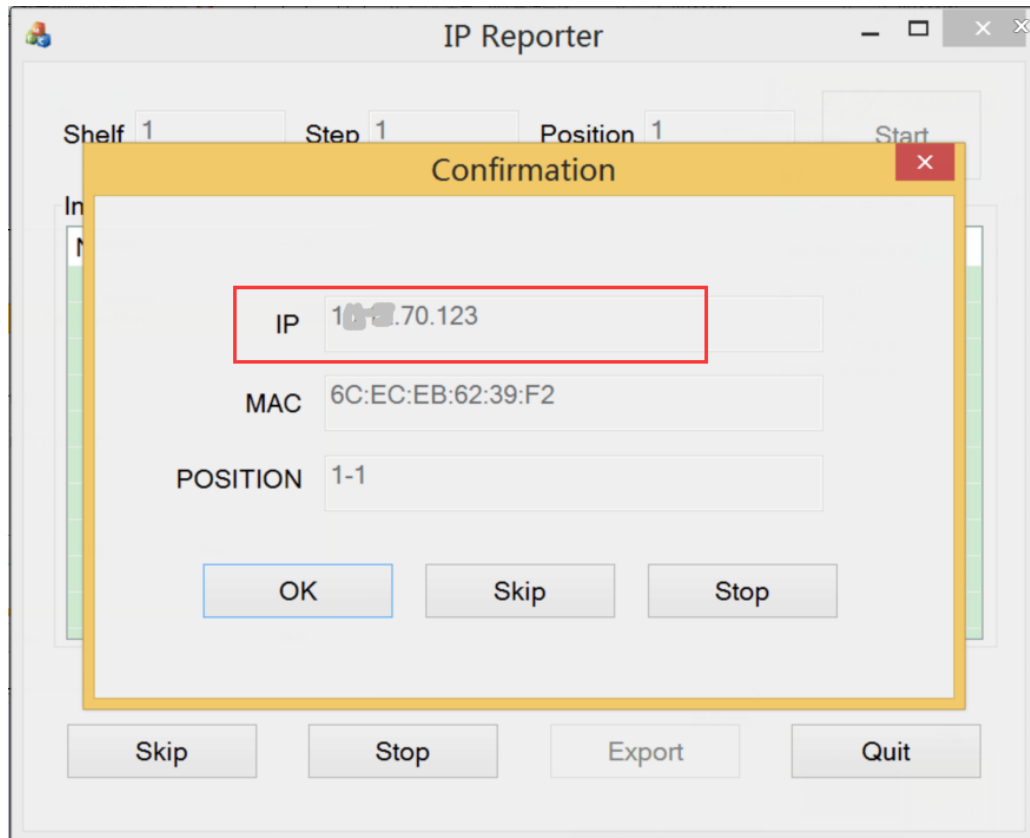 IP Reporter
Shelf 1 Step 1 Position 1 Start
Confirmation
In
IP .70.123
MAC 6C:EC:EB:62:39:F2
POSITION 1-1
OK Skip Stop
Skip Stop Export Quit